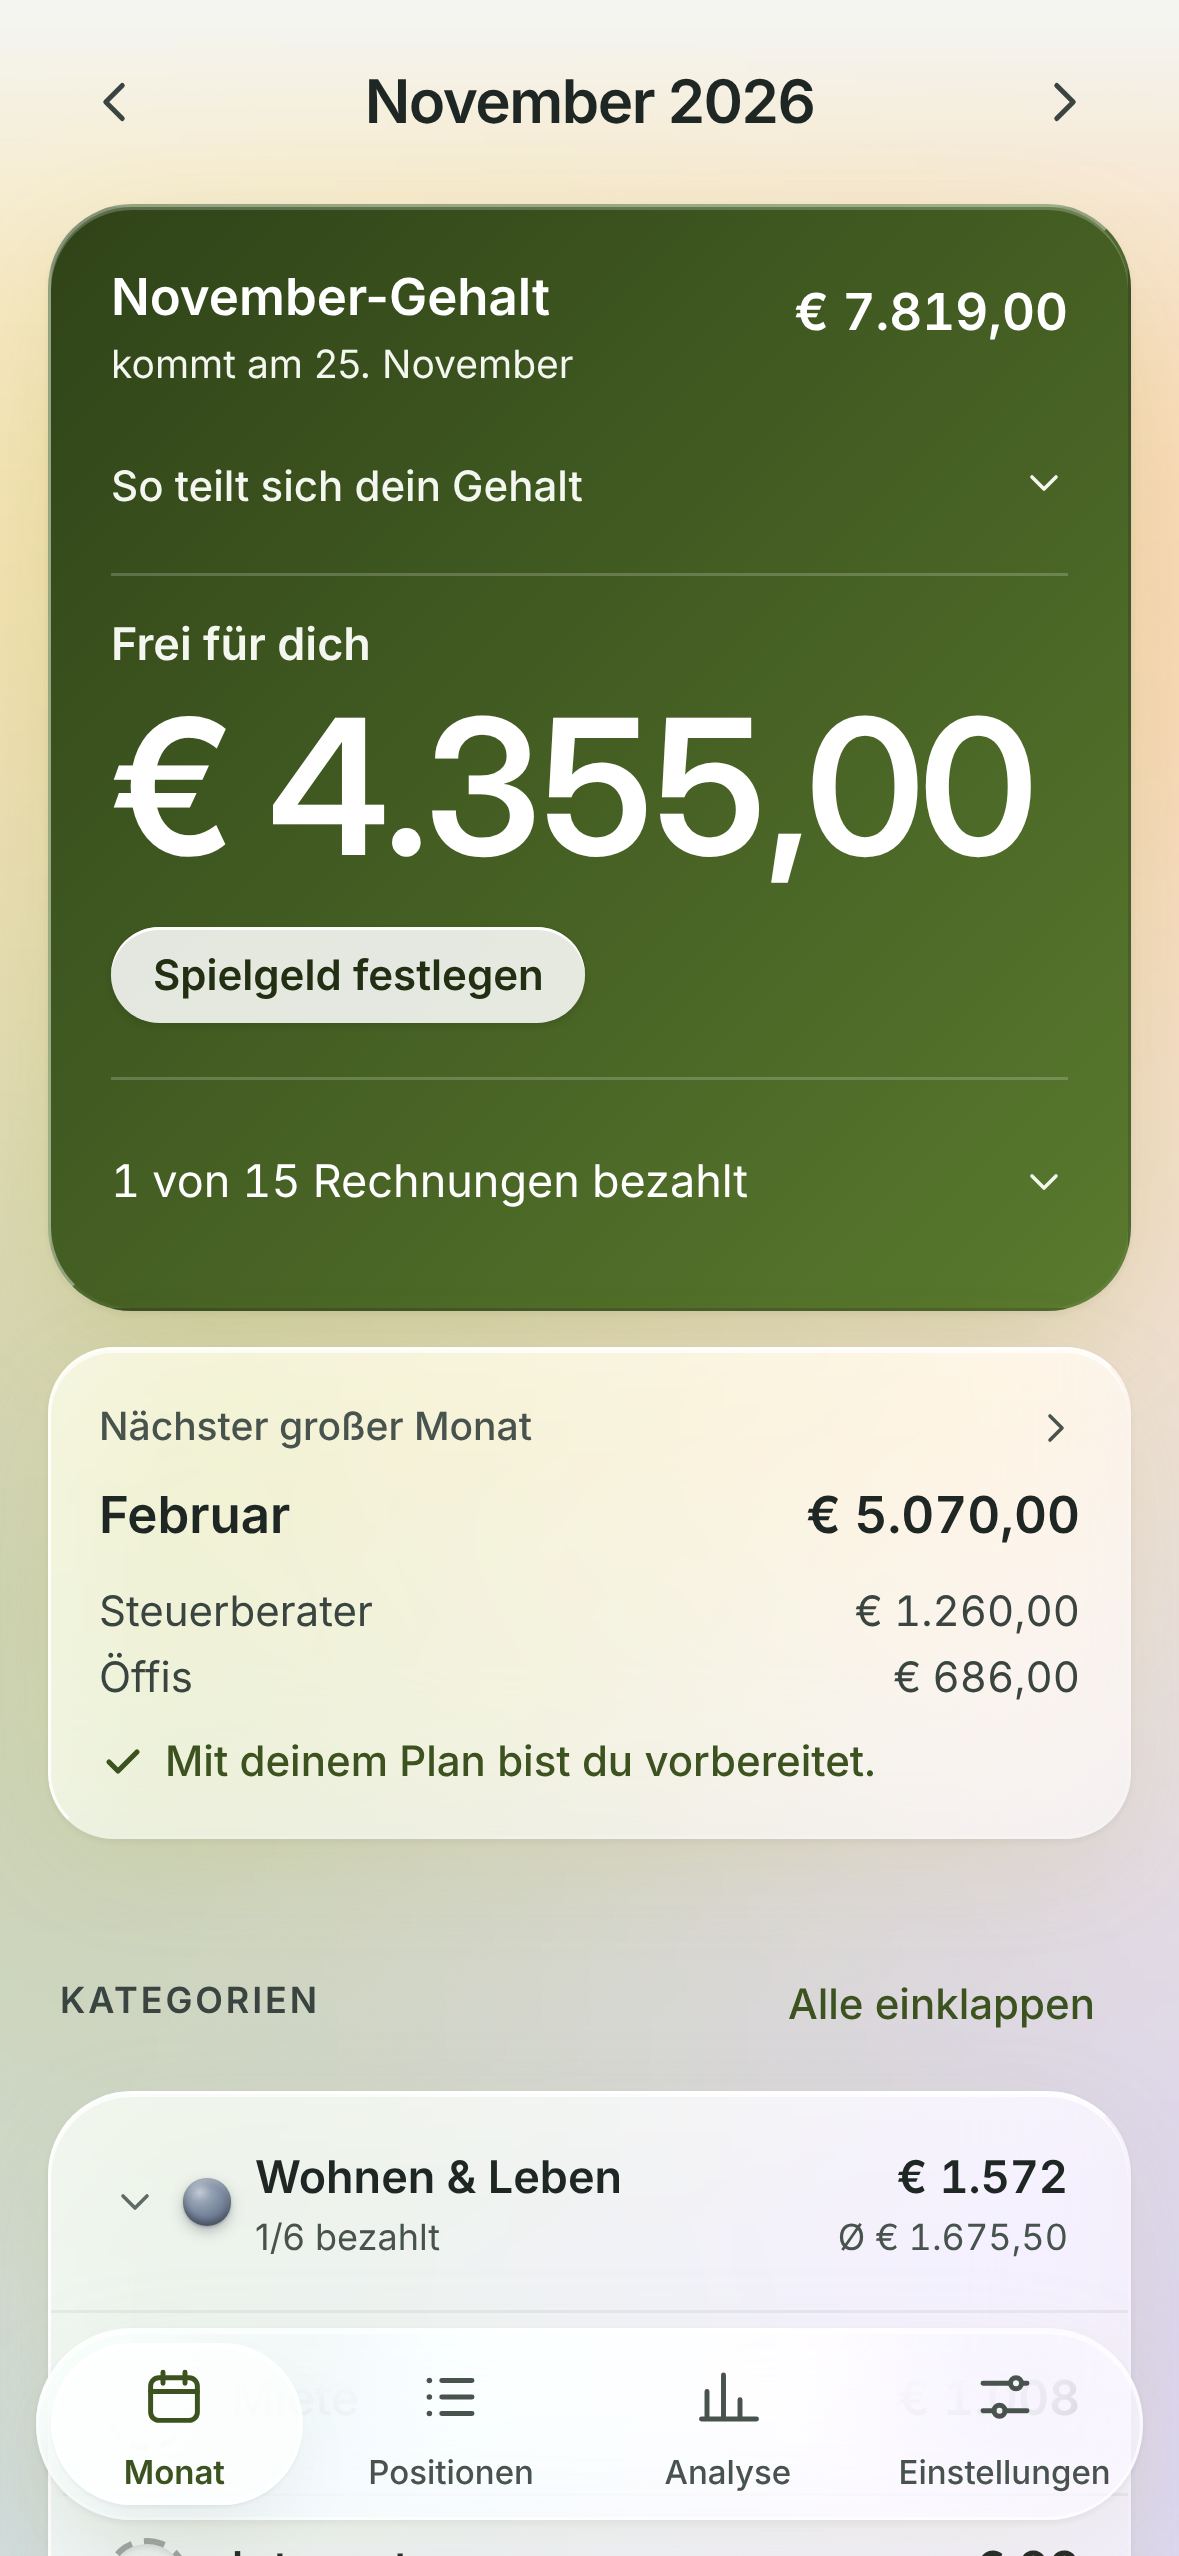 November 2026
November-Gehalt
€ 7.819,00
kommt am 25. November
So teilt sich dein Gehalt
Frei für dich
€ 4.355,00
Spielgeld festlegen
1 von 15 Rechnungen bezahlt
Nächster großer Monat
Februar
€ 5.070,00
Steuerberater
€ 1.260,00
Öffis
€ 686,00
Mit deinem Plan bist du vorbereitet.
KATEGORIEN
Alle einklappen
Wohnen & Leben
€ 1.572
1/6 bezahlt
Ø € 1.675,50
Miete
Monat
Positionen
Analyse
Einstellungen